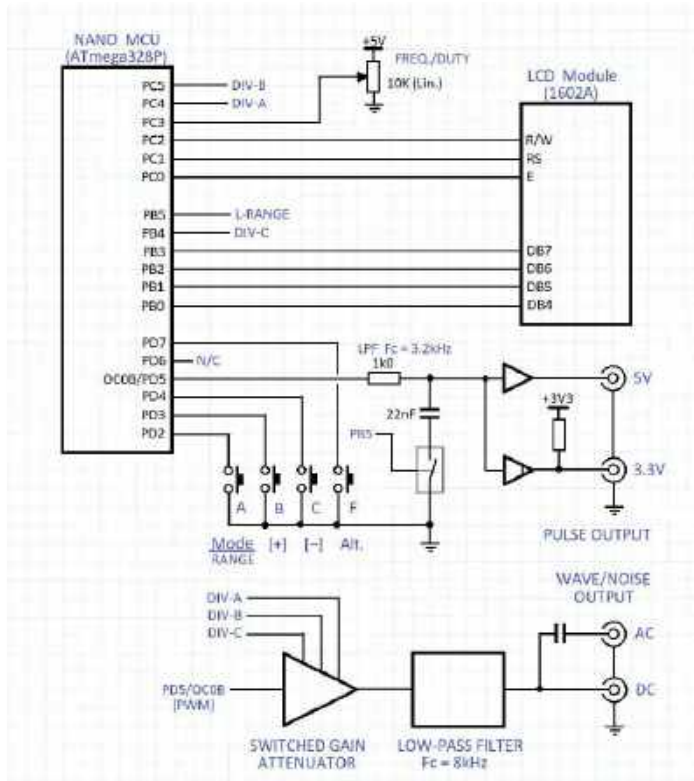 NANO MCU
(ATmega328P)
+5V
FREQ./DUTY
10K (Lin.)
LCD Module
(1602A)
PC5
DIV-B
PC4
DIV-A
PC3
PC2
R/W
PC1
RS
PC0
E
PB5
L-RANGE
PB4
DIV-C
PB3
DB7
PB2
DB6
PB1
DB5
PB0
DB4
PD7
PD6
N/C
LPF Fc = 3.2kHz
1k0
OC0B/PD5
5V
PD4
22nF
+3V3
PD3
PB5
PD2
3.3V
A
B
C
F
Mode
[+]
[−]
Alt.
RANGE
PULSE OUTPUT
WAVE/NOISE
OUTPUT
DIV-A
DIV-B
DIV-C
AC
PD5/OC0B
(PWM)
DC
SWITCHED GAIN
ATTENUATOR
LOW-PASS FILTER
Fc = 8kHz